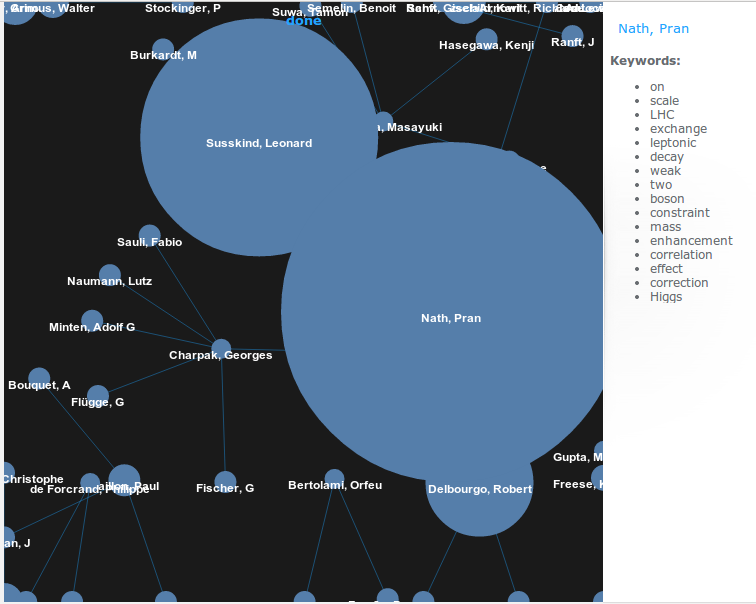 Armus, Walter
Stockinger, P
Suwa, Tamon
done
Semelin, Benoit
Burkardt, M
Hasegawa, Kenji
Ranft, J
, Masayuki
Susskind, Leonard
Sauli, Fabio
Naumann, Lutz
Minten, Adolf G
Charpak, Georges
Nath, Pran
Bouquet, A
Flügge, G
Christophe
de Forcrand, Philippe
Paul
Fischer, G
Bertolami, Orfeu
Delbourgo, Robert
Gupta, M
Freese, K
an, J
Nath, Pran
Keywords:
on
scale
LHC
exchange
leptonic
decay
weak
two
boson
constraint
mass
enhancement
correlation
effect
correction
Higgs